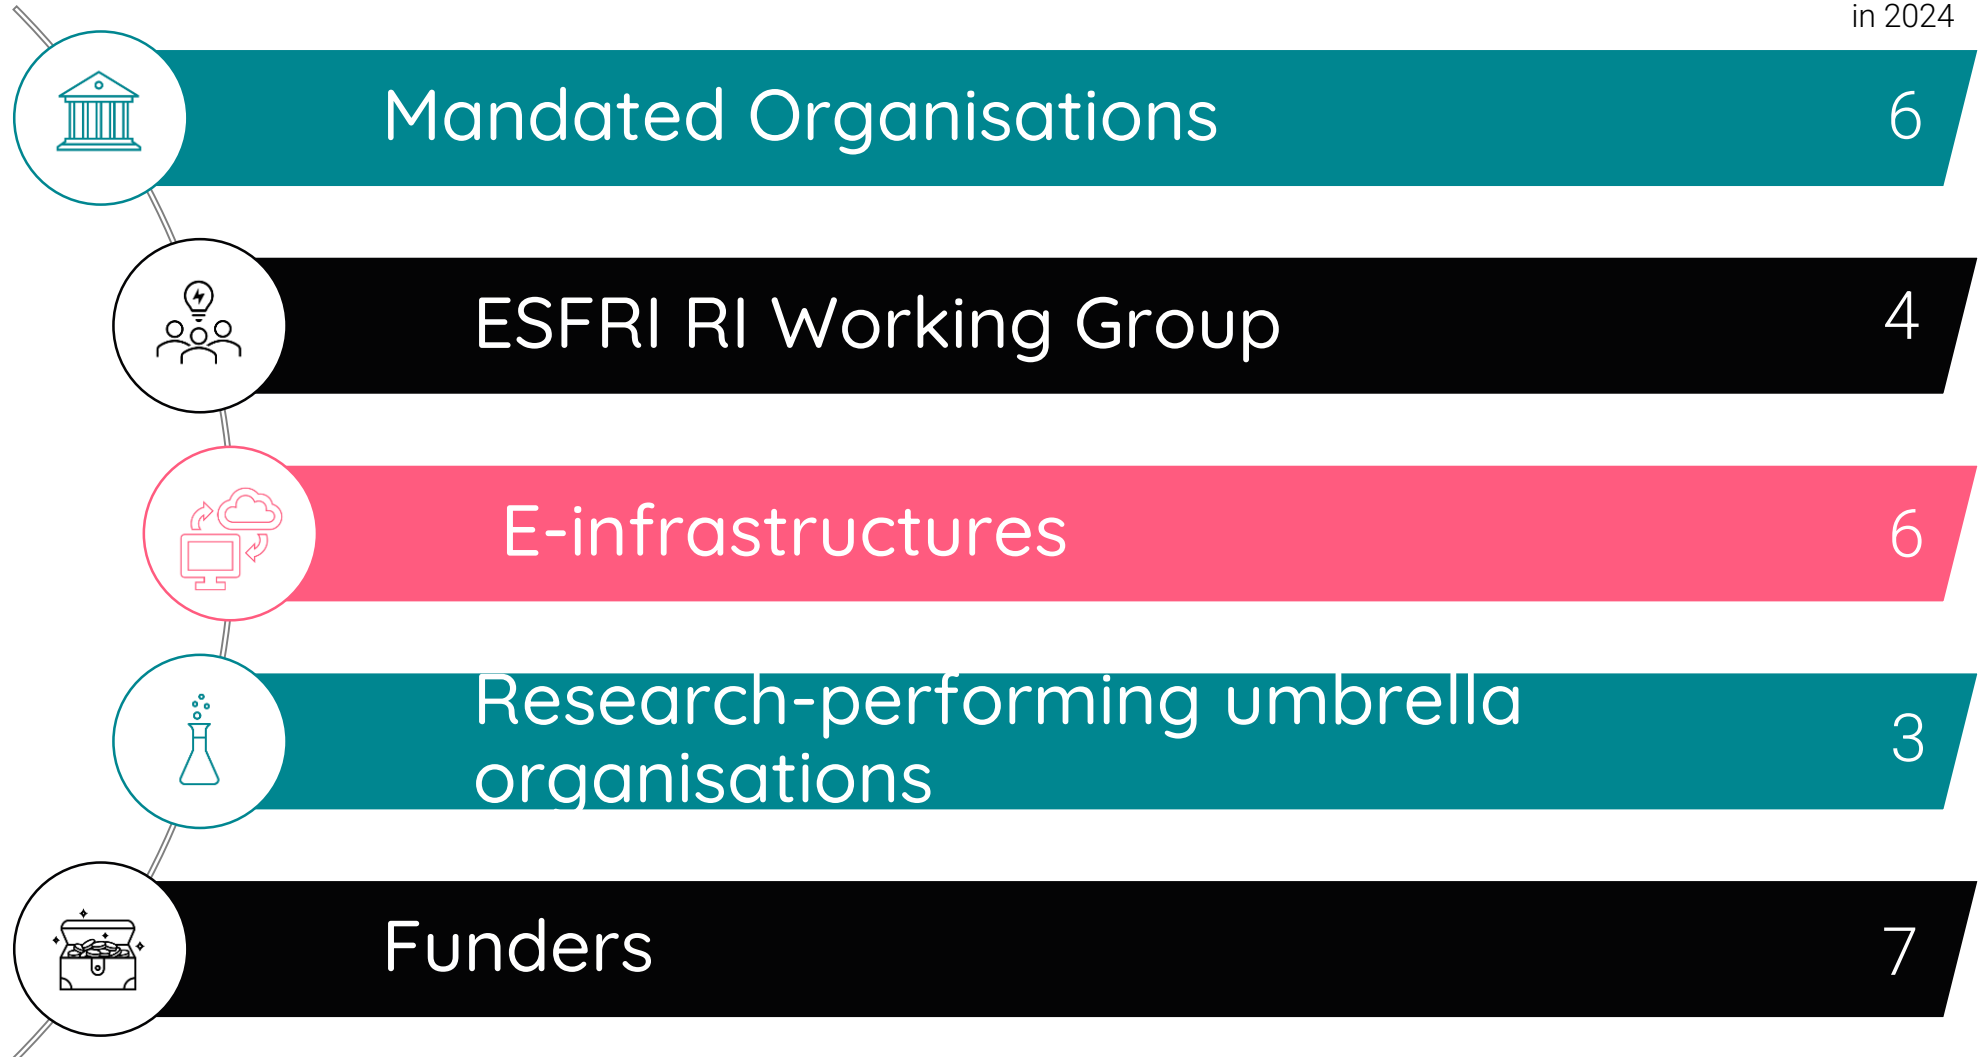 in 2024
Mandated Organisations 6
ESFRI RI Working Group 4
E-infrastructures 6
Research-performing umbrella
organisations 3
Funders 7